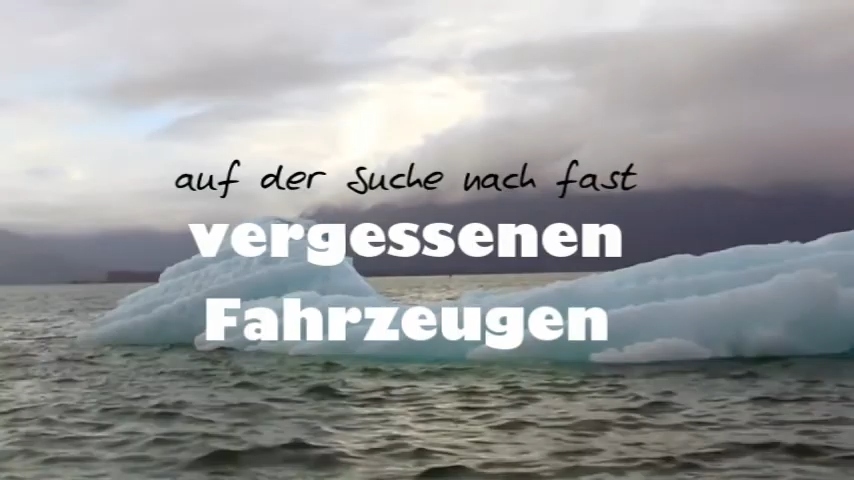 auf der Suche nach fast
vergessenen
Fahrzeugen